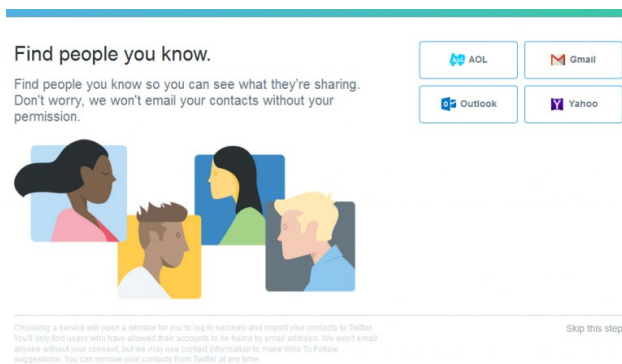 Find people you know.
Find people you know so you can see what they're sharing.
Don't worry, we won't email your contacts without your
permission.
AOL
Gmail
Outlook
Yahoo
Choosing a service will open a window for you to log in securely and import your contacts to Twitter.
You'll only find users who have allowed their accounts to be found by email address. We won't email
anyone without your consent, but we may use contact information to make Who To Follow
suggestions. You can remove your contacts from Twitter at any time.
Skip this step